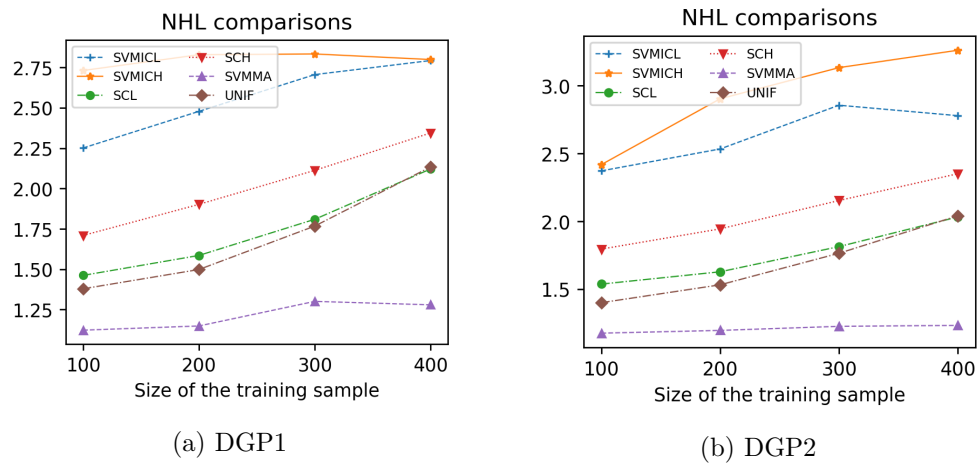 NHL comparisons
SVMICL
SVMICH
SCL
SCH
SVMMA
UNIF
2.75
2.50
2.25
2.00
1.75
1.50
1.25
100 200 300 400
Size of the training sample
(a) DGP1
NHL comparisons
SVMICL
SVMICH
SCL
SCH
SVMMA
UNIF
3.0
2.5
2.0
1.5
100 200 300 400
Size of the training sample
(b) DGP2